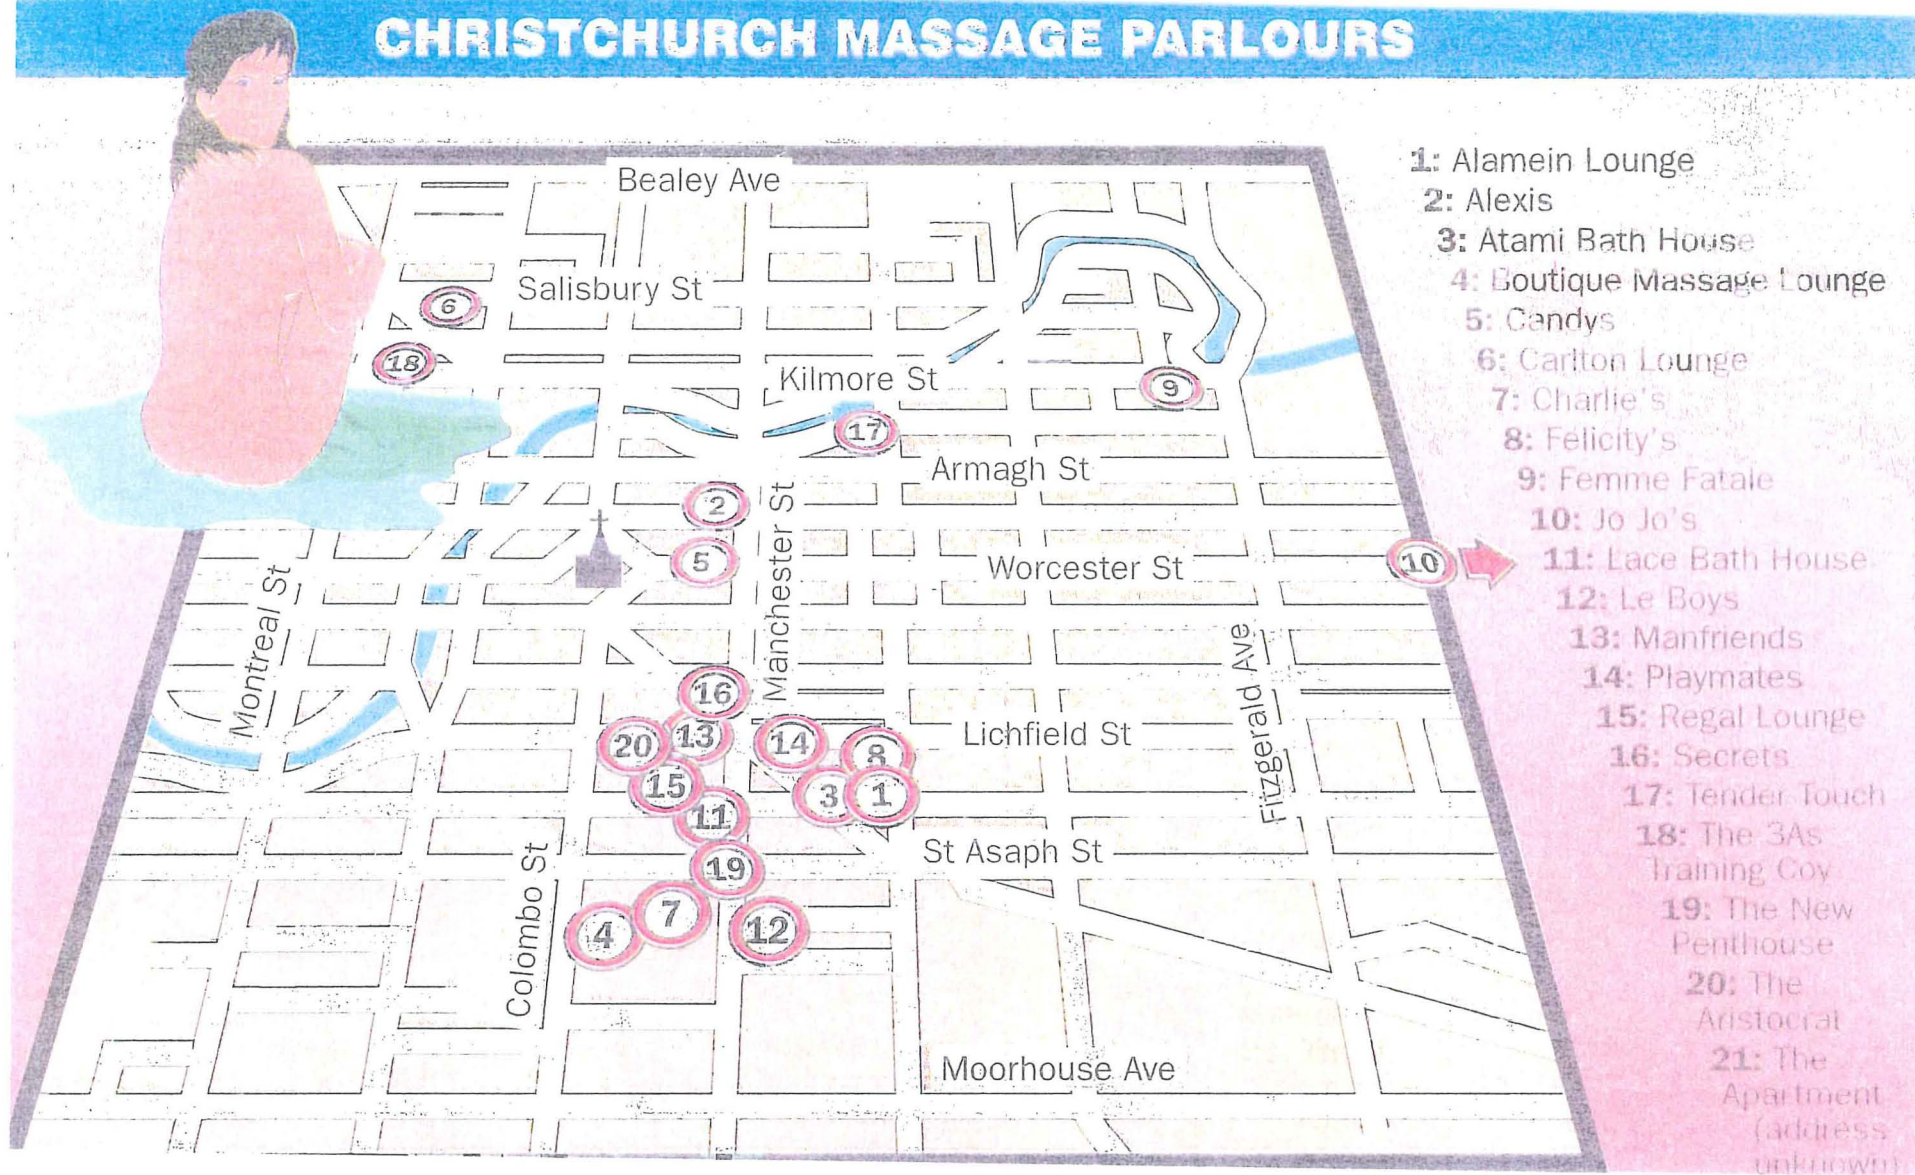 CHRISTCHURCH MASSAGE PARLOURS
Bealey Ave
Salisbury St
6
18
Kilmore St
9
17
Armagh St
2
Manchester St
5
Worcester St
10
Montreal St
Fitzgerald Ave
16
20
13
14
8
Lichfield St
15
3
1
11
St Asaph St
19
Colombo St
7
4
12
Moorhouse Ave
1: Alamein Lounge
2: Alexis
3: Atami Bath House
4: Boutique Massage Lounge
5: Candys
6: Carlton Lounge
7: Charlie's
8: Felicity's
9: Femme Fatale
10: Jo Jo's
11: Lace Bath House
12: Le Boys
13: Manfriends
14: Playmates
15: Regal Lounge
16: Secrets
17: Tender Touch
18: The 3As
Training Coy
19: The New
Penthouse
20: The
Aristocrat
21: The
Apartment
(address
unknown)